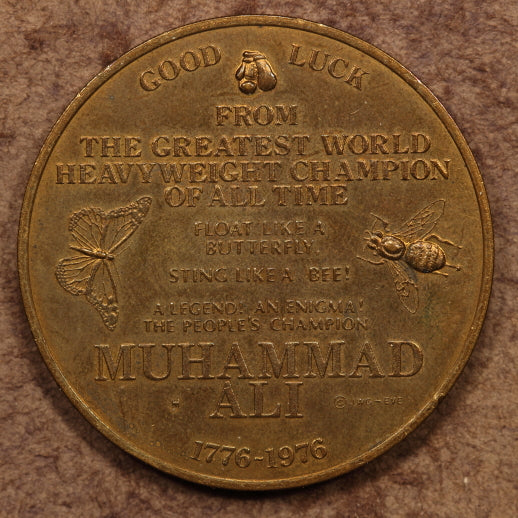 GOOD LUCK
FROM
THE GREATEST WORLD
HEAVYWEIGHT CHAMPION
OF ALL TIME
FLOAT LIKE A
BUTTERFLY.
STING LIKE A BEE!
A LEGEND! AN ENIGMA!
THE PEOPLE'S CHAMPION
MUHAMMAD
ALI
1776-1976